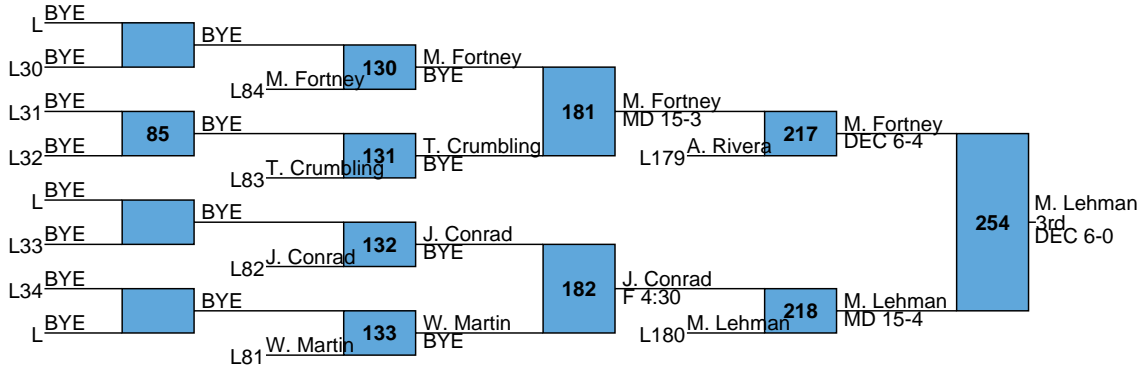 BYE
L
BYE
BYE
L30
M. Fortney
L84
130
M. Fortney
BYE
BYE
L31
85
BYE
BYE
L32
T. Crumbling
L83
131
T. Crumbling
BYE
181
M. Fortney
MD 15-3
A. Rivera
L179
217
M. Fortney
DEC 6-4
BYE
L
BYE
BYE
L33
J. Conrad
L82
132
J. Conrad
BYE
BYE
L34
BYE
BYE
L
W. Martin
L81
133
W. Martin
BYE
182
J. Conrad
F 4:30
M. Lehman
L180
218
M. Lehman
MD 15-4
254
M. Lehman
3rd
DEC 6-0